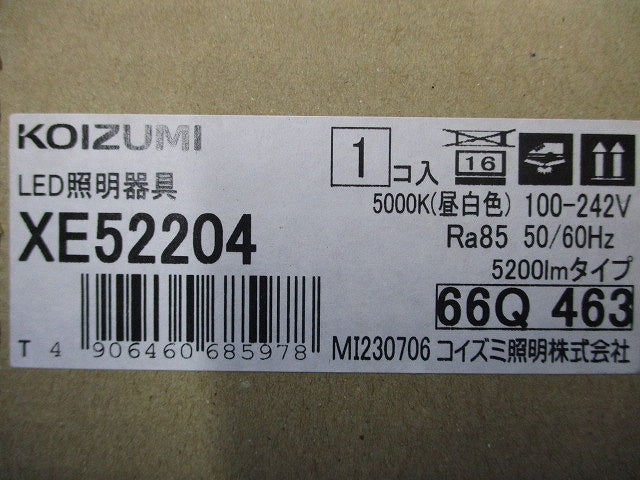 KOIZUMI
1 コ入
16
LED照明器具
5000K(昼白色) 100-242V
XE52204
Ra85 50/60Hz
5200lmタイプ
66Q 463
T 4 906460 685978
MI230706 コイズミ照明株式会社